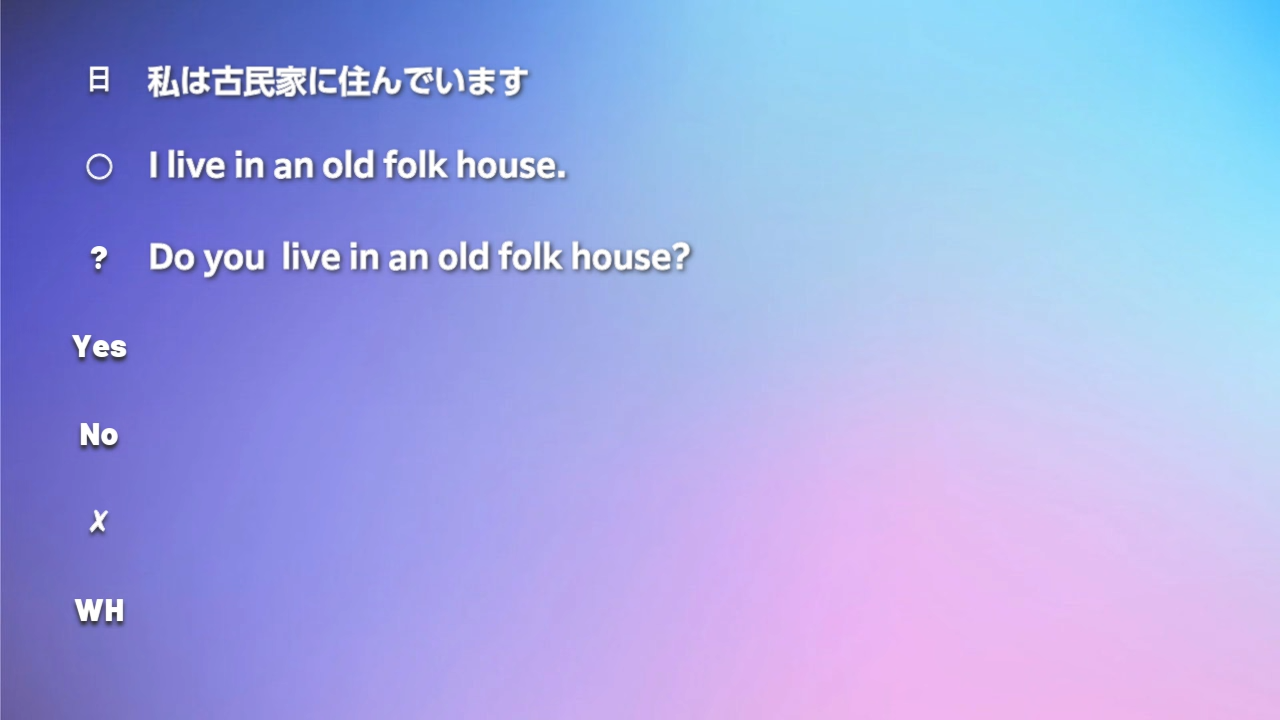 日 私は古民家に住んでいます
○ I live in an old folk house.
? Do you live in an old folk house?
Yes
No
✗
WH